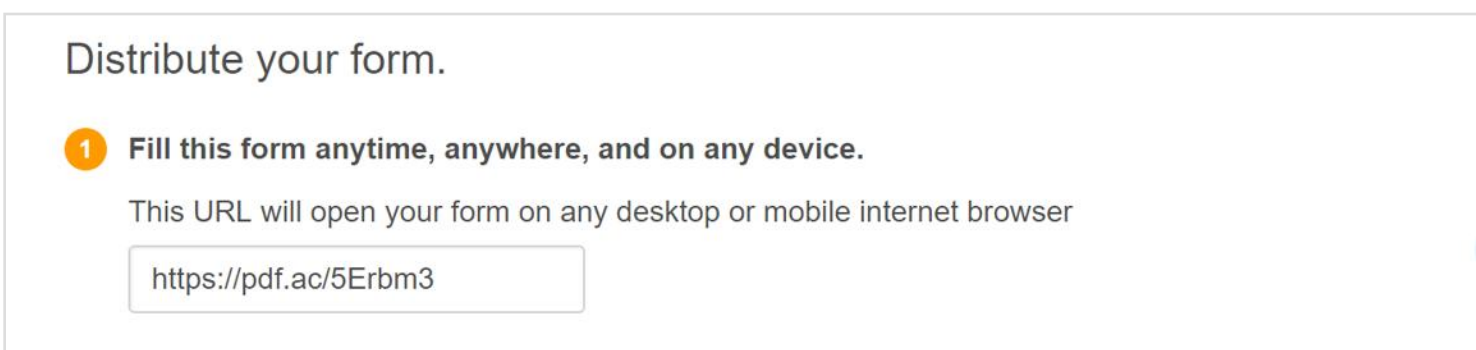 Distribute your form.
1 Fill this form anytime, anywhere, and on any device.
This URL will open your form on any desktop or mobile internet browser
https://pdf.ac/5Erbm3